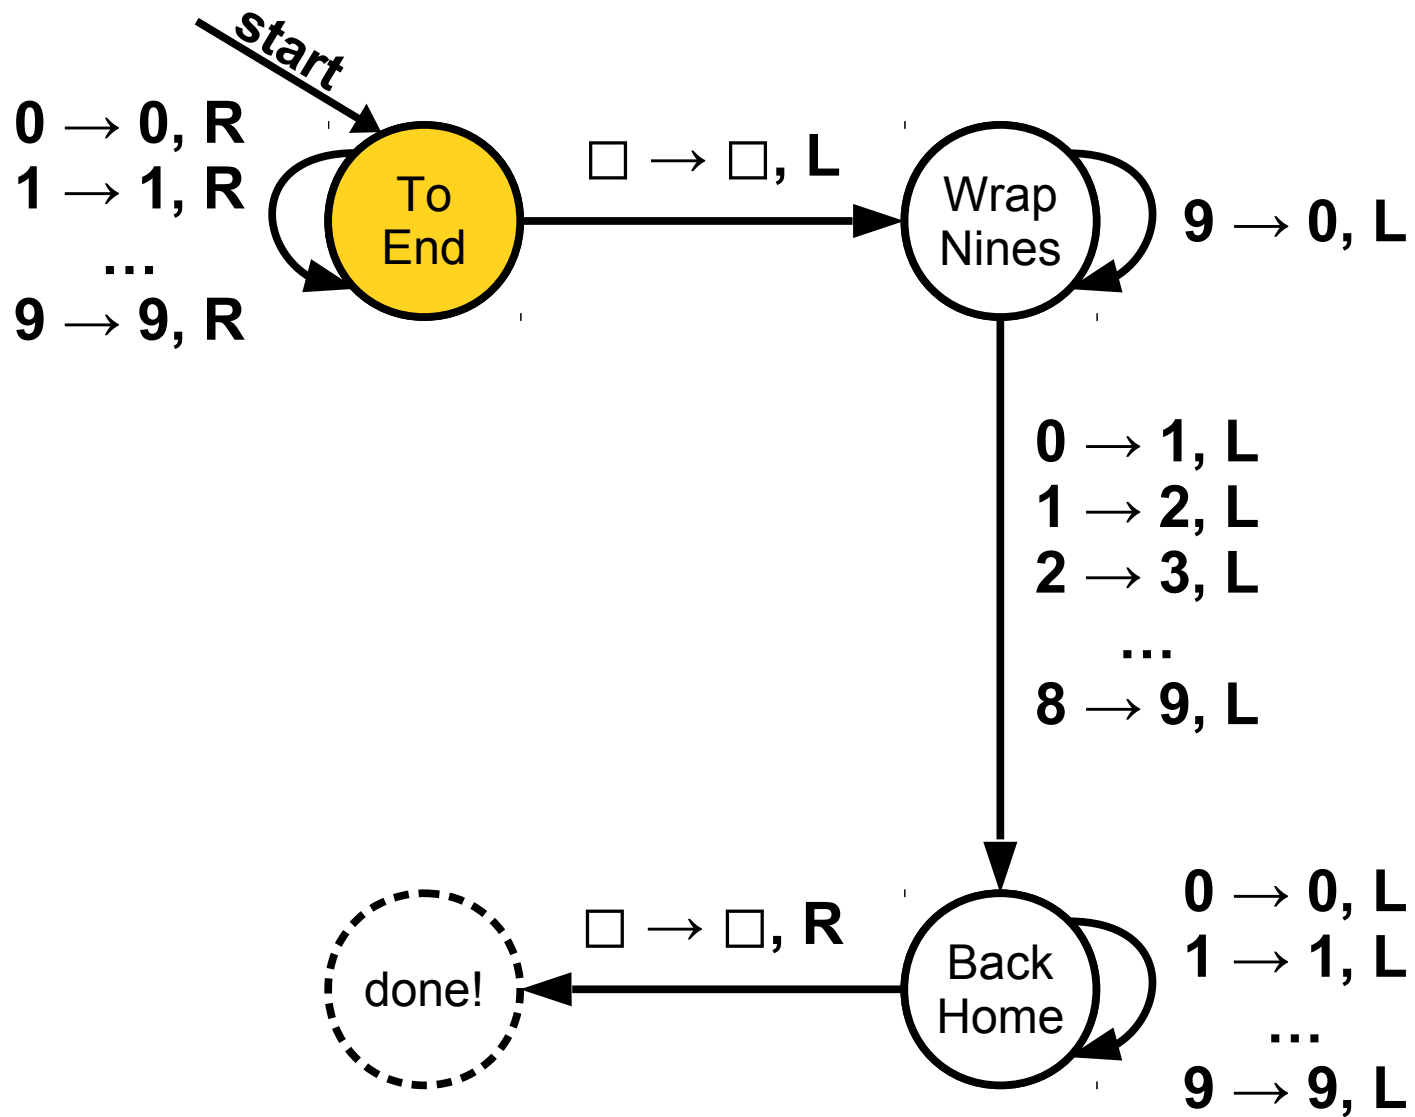 start
0 → 0, R
1 → 1, R
...
9 → 9, R
To
End
□ → □, L
Wrap
Nines
9 → 0, L
0 → 1, L
1 → 2, L
2 → 3, L
...
8 → 9, L
done!
□ → □, R
Back
Home
0 → 0, L
1 → 1, L
...
9 → 9, L